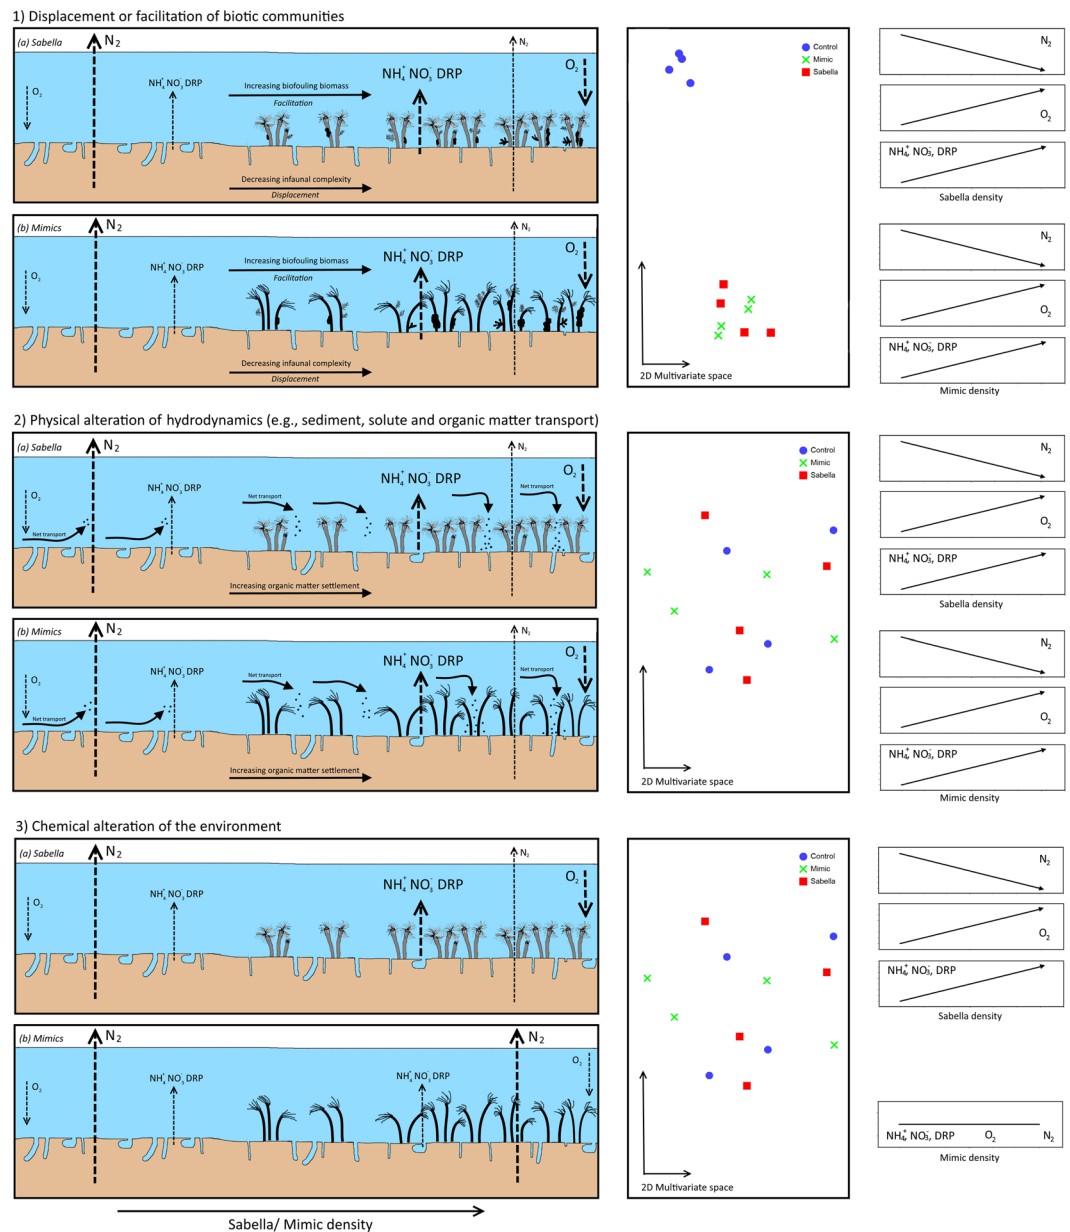 1) Displacement or facilitation of biotic communities
(a) Sabella
N₂
N₂
O₂
NH₄⁺ NO₃⁻ DRP
Increasing biofouling biomass
Facilitation
NH₄⁺ NO₃⁻ DRP
O₂
Decreasing infaunal complexity
Displacement
(b) Mimics
N₂
N₂
O₂
NH₄⁺ NO₃⁻ DRP
Increasing biofouling biomass
Facilitation
NH₄⁺ NO₃⁻ DRP
O₂
Decreasing infaunal complexity
Displacement
Control
Mimic
Sabella
2D Multivariate space
N₂
O₂
NH₄⁺, NO₃⁻, DRP
Sabella density
N₂
O₂
NH₄⁺, NO₃⁻, DRP
Mimic density
2) Physical alteration of hydrodynamics (e.g., sediment, solute and organic matter transport)
(a) Sabella
N₂
N₂
O₂
Net transport
NH₄⁺ NO₃⁻ DRP
Net transport
NH₄⁺ NO₃⁻ DRP
Net transport
Net transport
O₂
Increasing organic matter settlement
(b) Mimics
N₂
N₂
O₂
Net transport
NH₄⁺ NO₃⁻ DRP
Net transport
NH₄⁺ NO₃⁻ DRP
Net transport
Net transport
O₂
Increasing organic matter settlement
Control
Mimic
Sabella
2D Multivariate space
N₂
O₂
NH₄⁺, NO₃⁻, DRP
Sabella density
N₂
O₂
NH₄⁺, NO₃⁻, DRP
Mimic density
3) Chemical alteration of the environment
(a) Sabella
N₂
N₂
O₂
NH₄⁺ NO₃⁻ DRP
NH₄⁺ NO₃⁻ DRP
O₂
(b) Mimics
N₂
N₂
O₂
NH₄⁺ NO₃⁻ DRP
NH₄⁺ NO₃⁻ DRP
O₂
Control
Mimic
Sabella
2D Multivariate space
N₂
O₂
NH₄⁺, NO₃⁻, DRP
Sabella density
NH₄⁺, NO₃⁻, DRP O₂ N₂
Mimic density
Sabella/ Mimic density